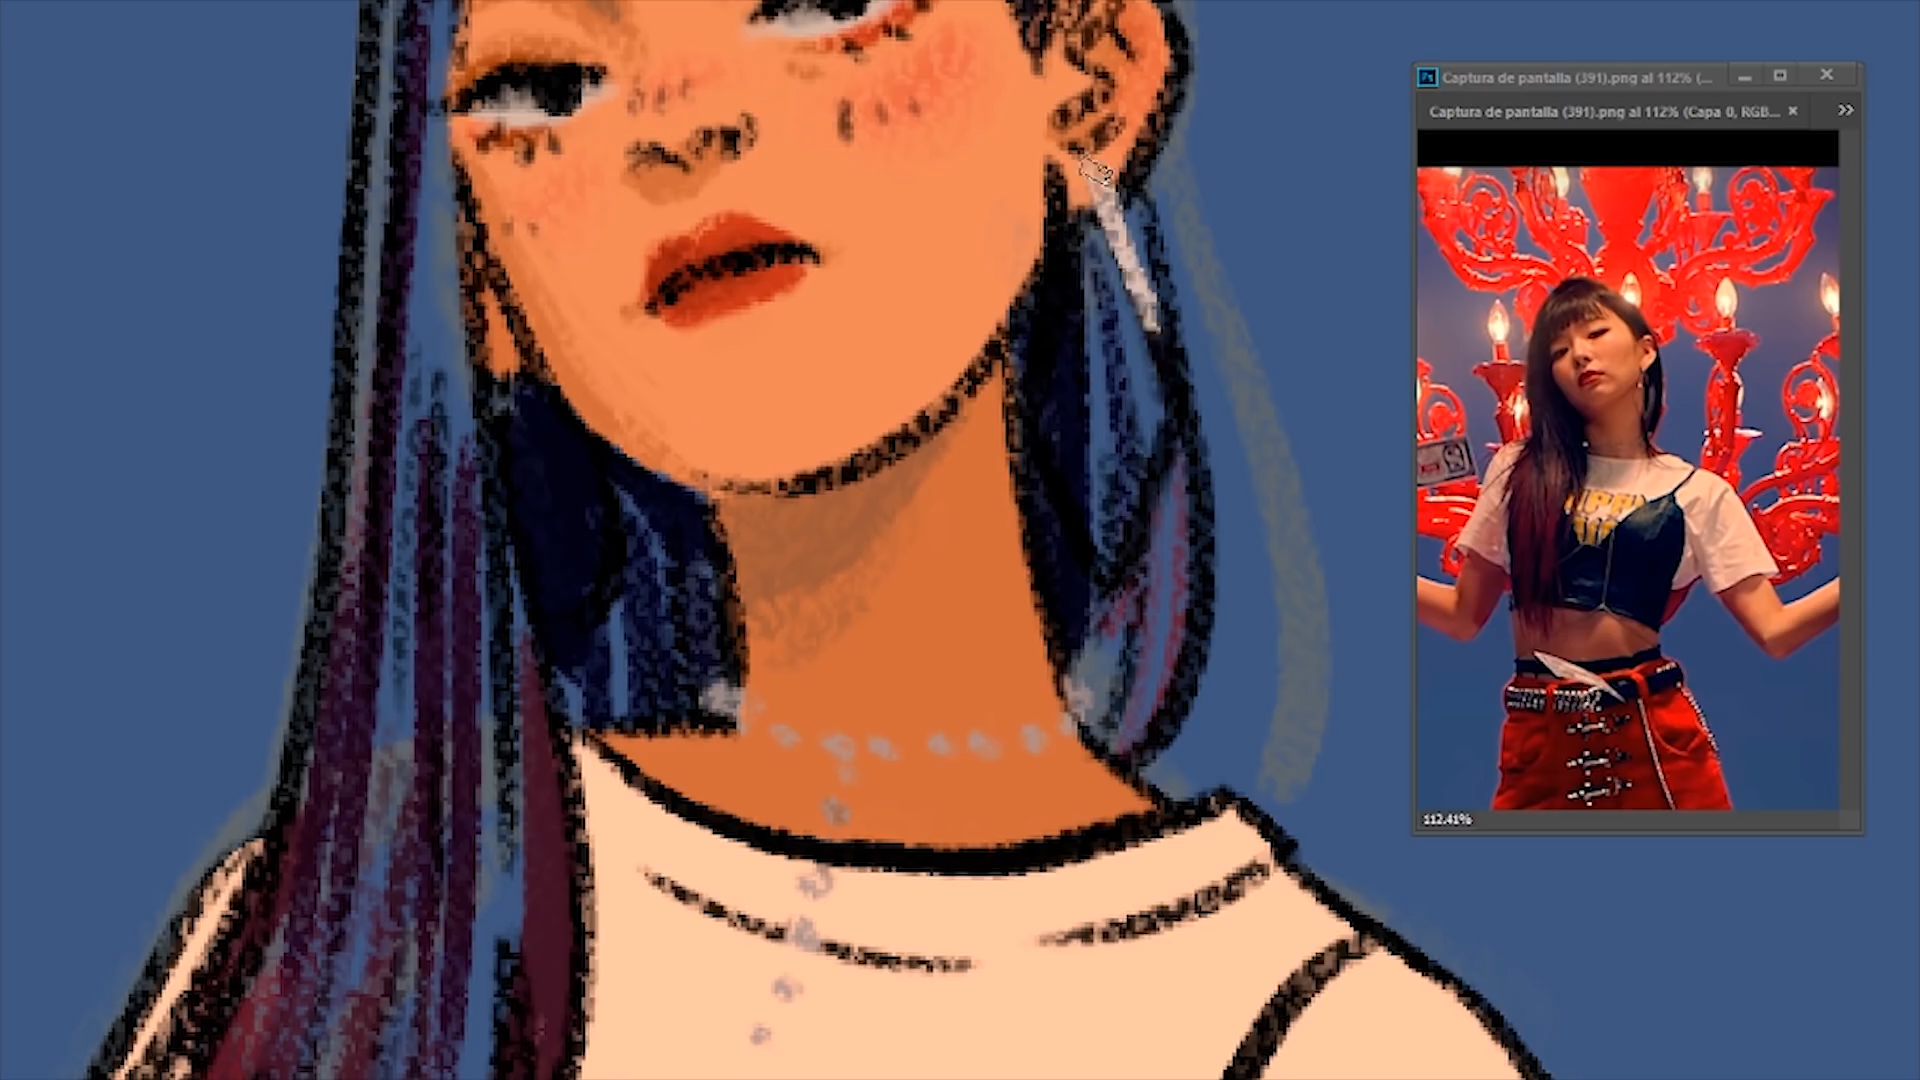 Captura de pantalla (391).png al 112% (...
Captura de pantalla (391).png al 112% (Capa 0, RGB...
112.41%